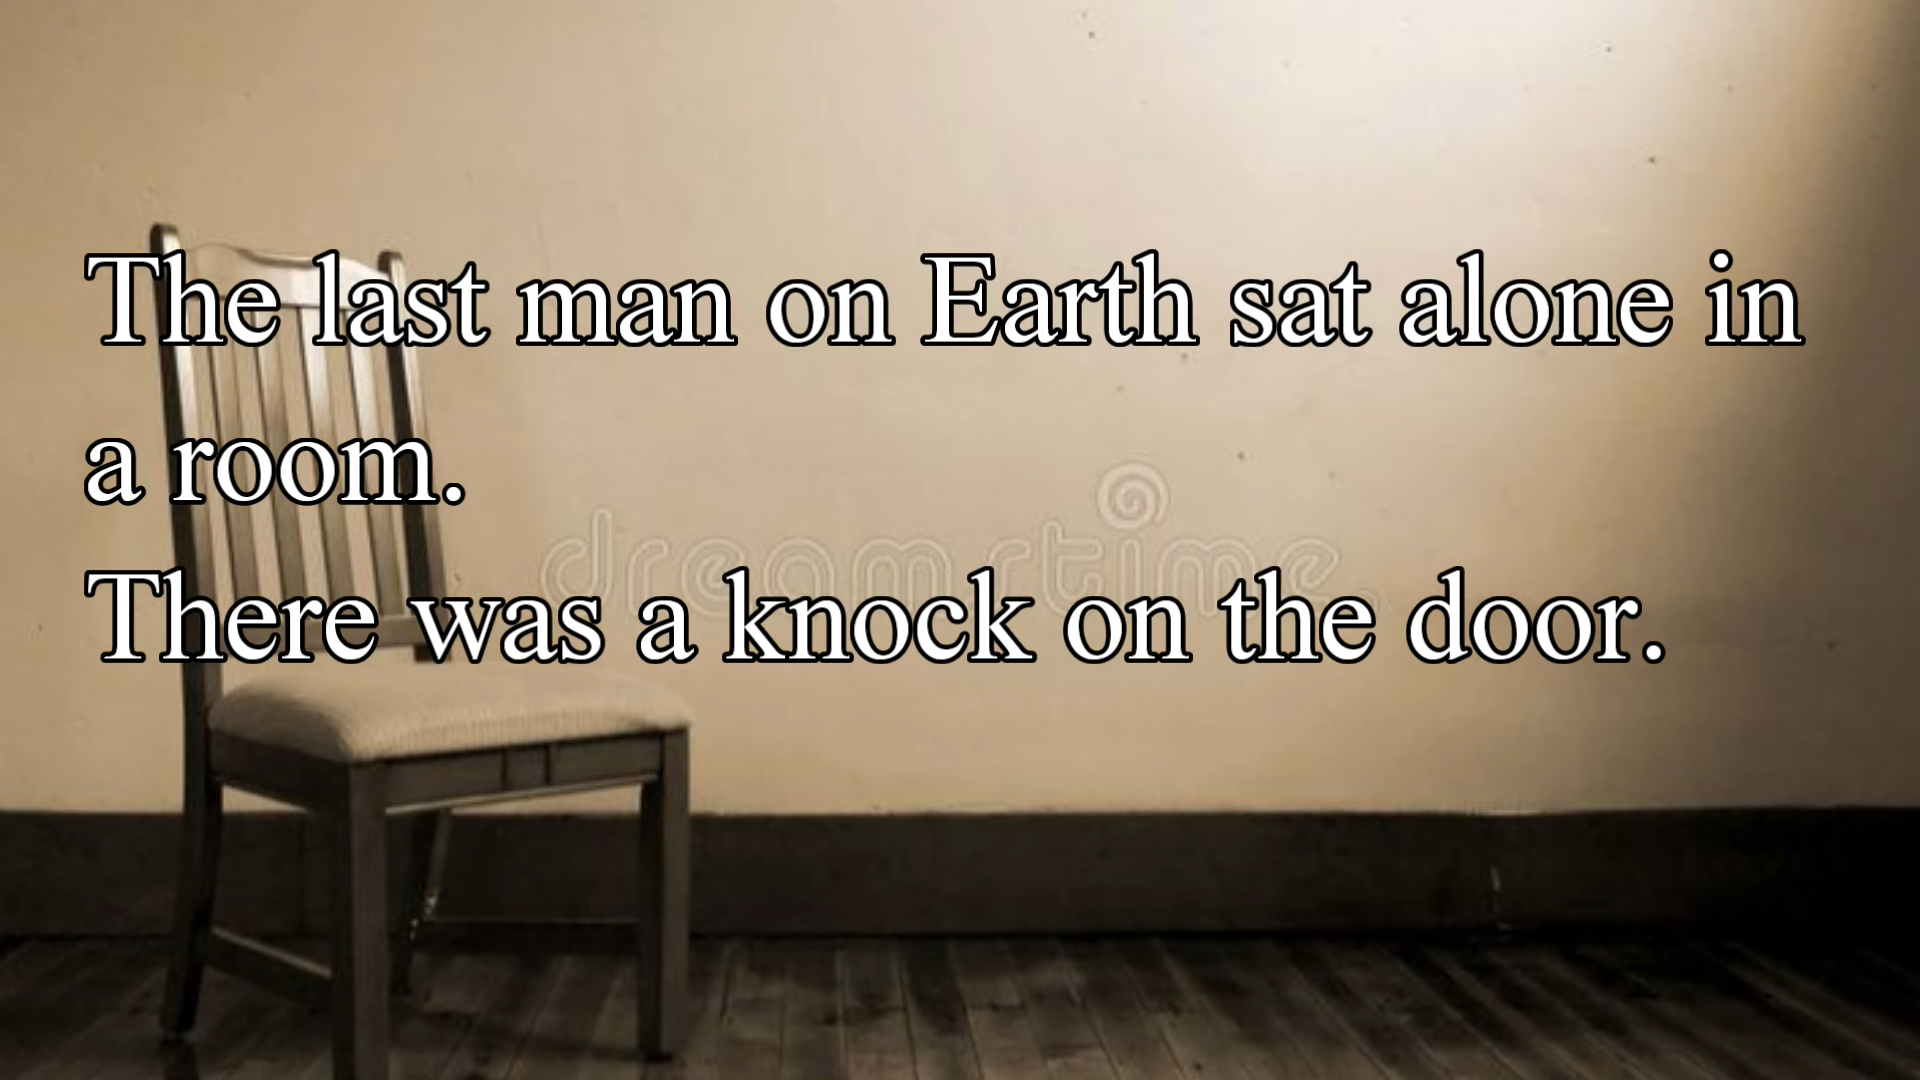 The last man on Earth sat alone in
a room.
dreamstime
There was a knock on the door.